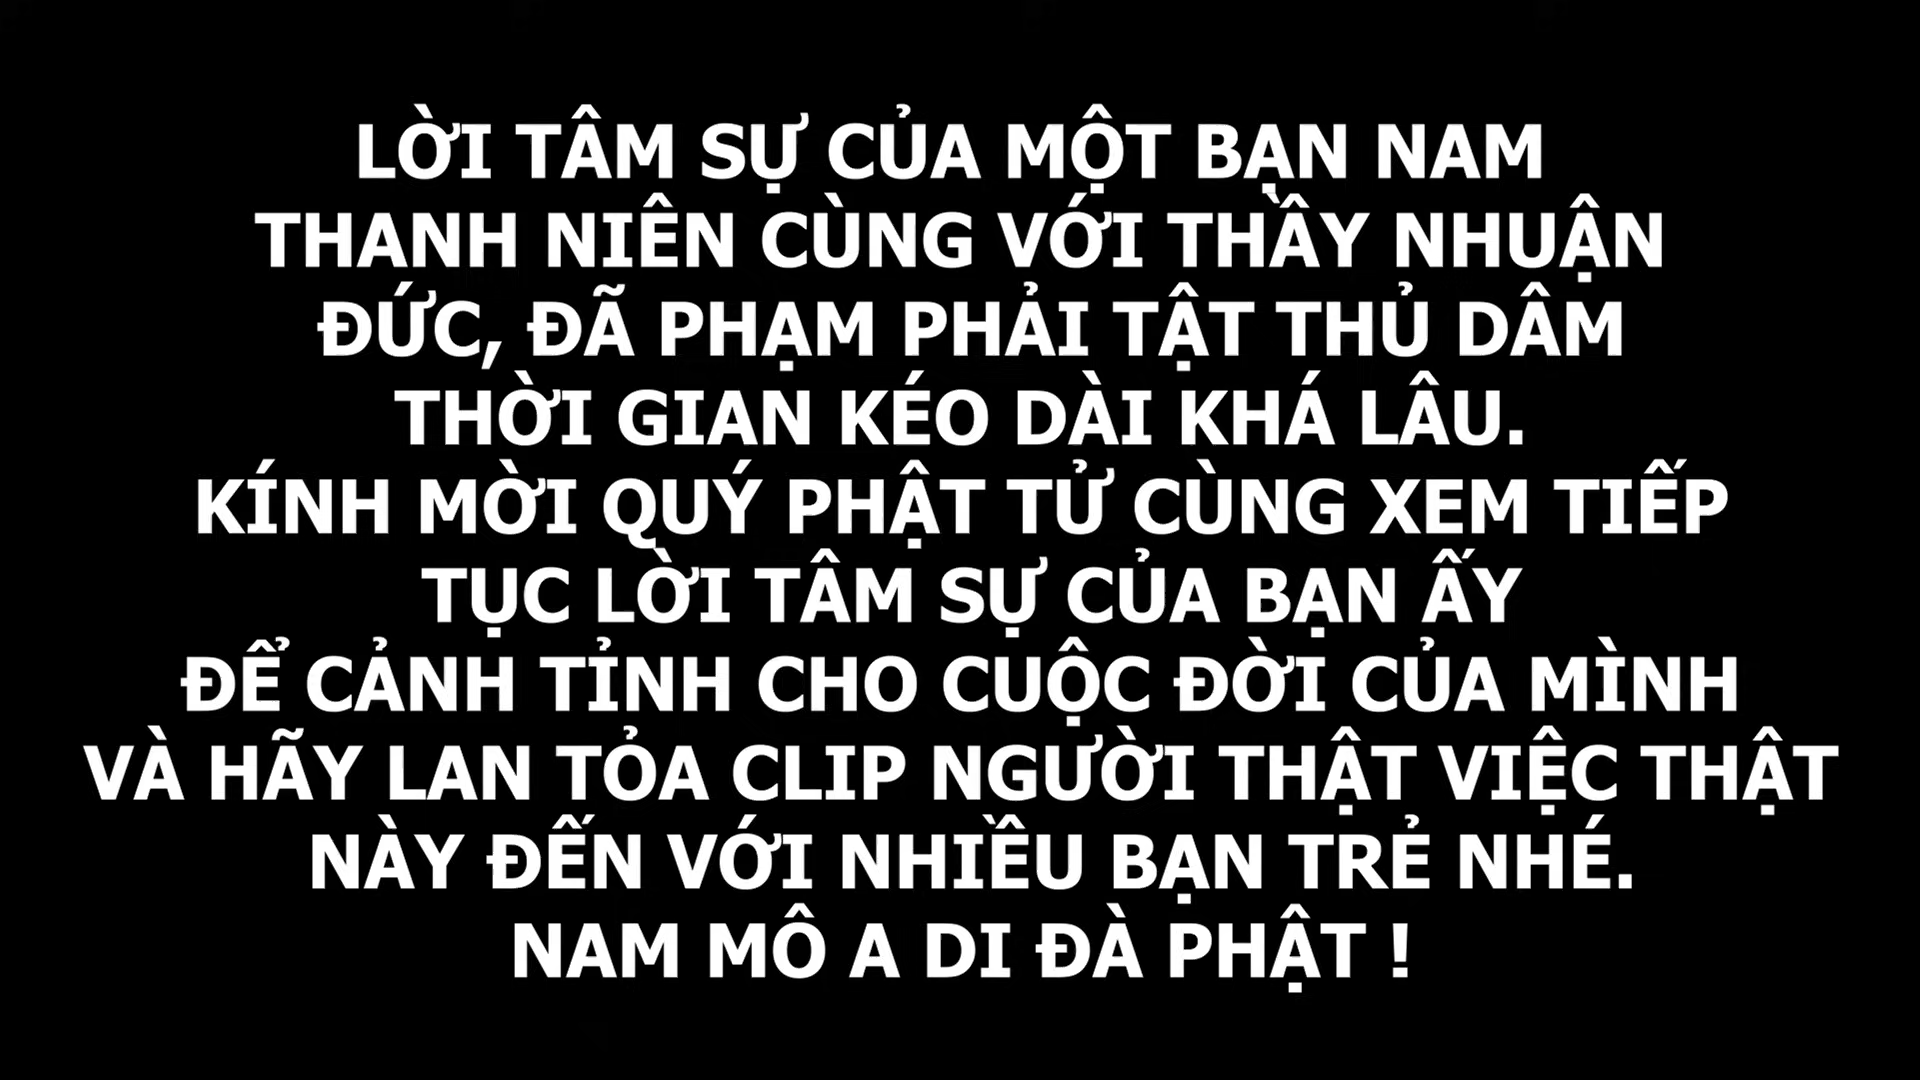 LỜI TÂM SỰ CỦA MỘT BẠN NAM
THANH NIÊN CÙNG VỚI THẦY NHUẬN
ĐỨC, ĐÃ PHẠM PHẢI TẬT THỦ DÂM
THỜI GIAN KÉO DÀI KHÁ LÂU.
KÍNH MỜI QUÝ PHẬT TỬ CÙNG XEM TIẾP
TỤC LỜI TÂM SỰ CỦA BẠN ẤY
ĐỂ CẢNH TỈNH CHO CUỘC ĐỜI CỦA MÌNH
VÀ HÃY LAN TỎA CLIP NGƯỜI THẬT VIỆC THẬT
NÀY ĐẾN VỚI NHIỀU BẠN TRẺ NHÉ.
NAM MÔ A DI ĐÀ PHẬT !